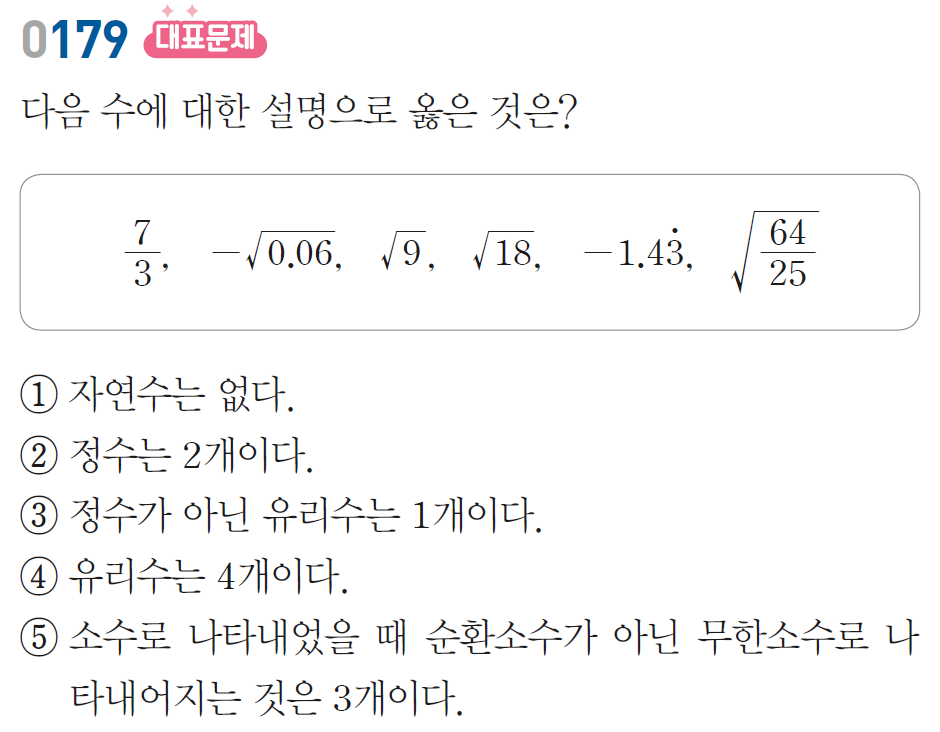 0179 대표문제
다음 수에 대한 설명으로 옳은 것은?
7/3, -√0.06, √9, √18, -1.43̇, √(64/25)
① 자연수는 없다.
② 정수는 2개이다.
③ 정수가 아닌 유리수는 1개이다.
④ 유리수는 4개이다.
⑤ 소수로 나타내었을 때 순환소수가 아닌 무한소수로 나
타내어지는 것은 3개이다.